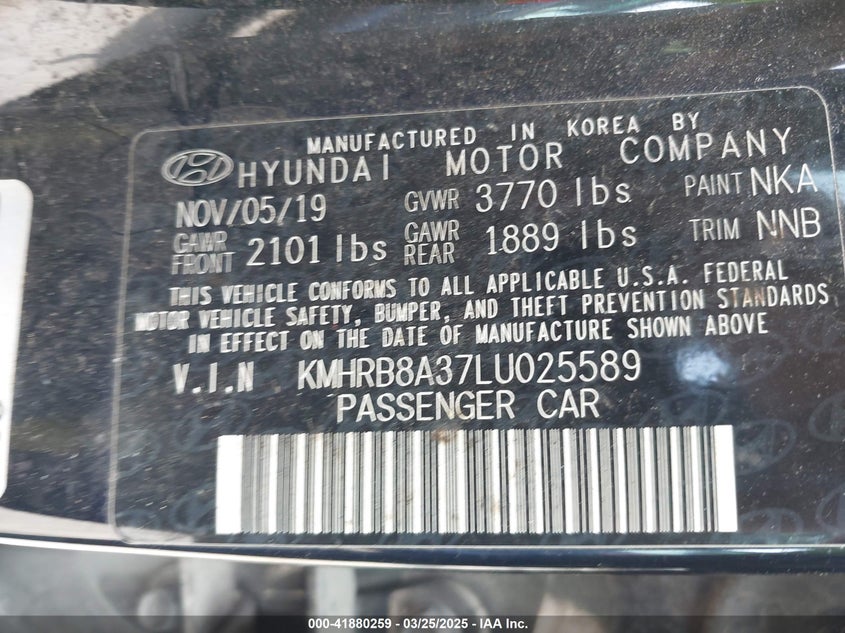 MANUFACTURED IN KOREA BY
HYUNDAI MOTOR COMPANY
NOV/05/19 GVWR 3770 lbs PAINT NKA
GAWR FRONT 2101 lbs GAWR REAR 1889 lbs TRIM NNB
THIS VEHICLE CONFORMS TO ALL APPLICABLE U.S.A. FEDERAL
MOTOR VEHICLE SAFETY, BUMPER, AND THEFT PREVENTION STANDARDS
IN EFFECT ON THE DATE OF MANUFACTURE SHOWN ABOVE
V.I.N KMHRB8A37LU025589
PASSENGER CAR
000-41880259 — 03/25/2025 — IAA Inc.